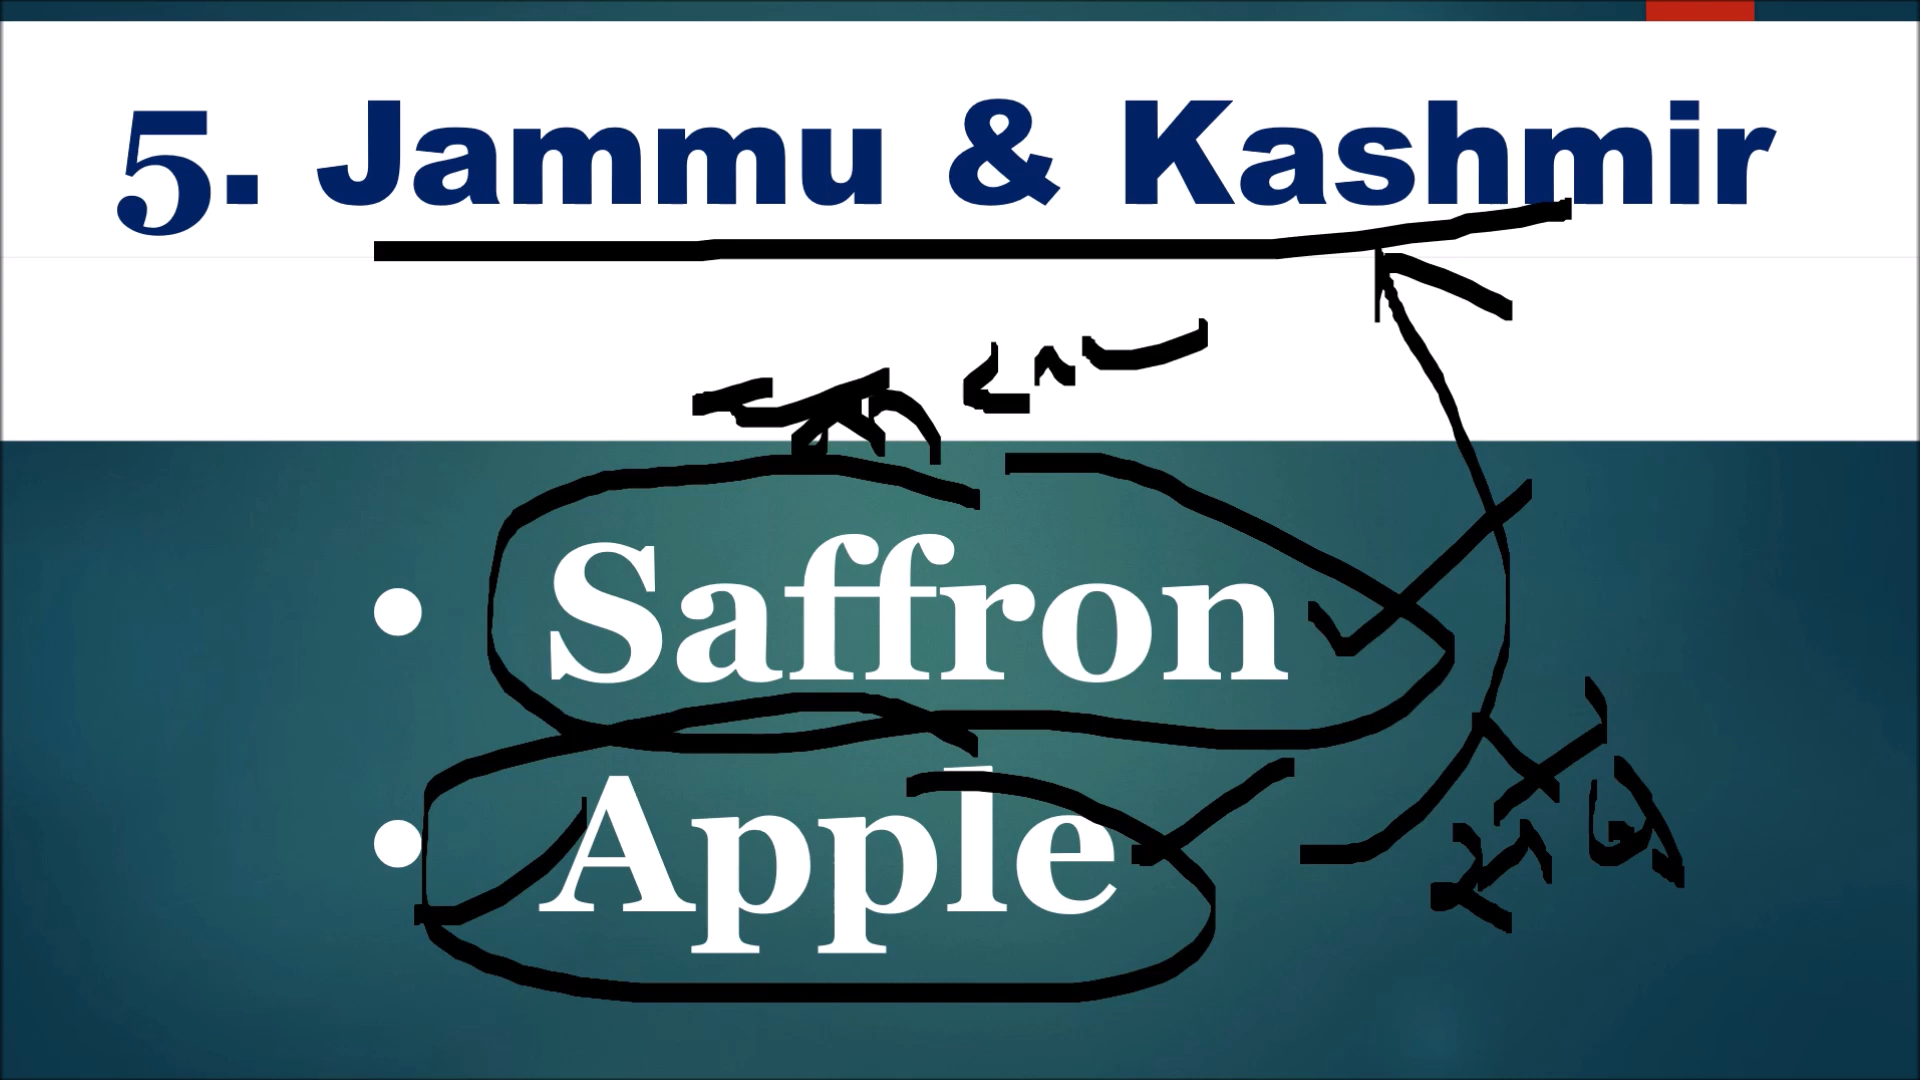 5. Jammu & Kashmir
• Saffron
• Apple